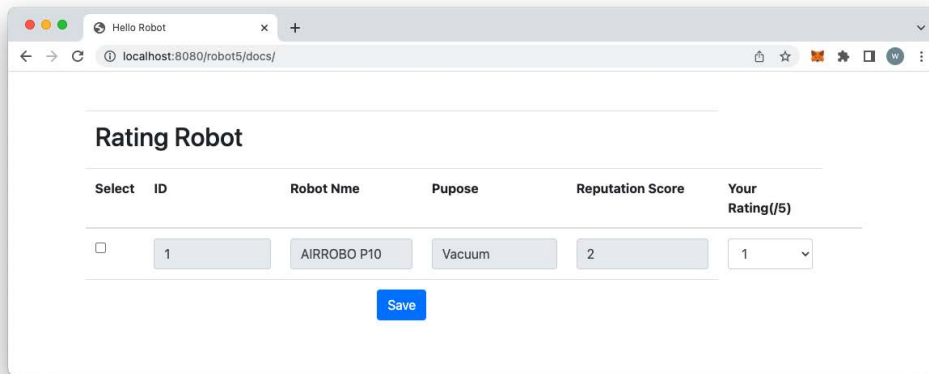 Hello Robot
localhost:8080/robot5/docs/
W
Rating Robot
Select ID Robot Nme Pupose Reputation Score Your
Rating(/5)
1 AIRROBO P10 Vacuum 2 1
Save